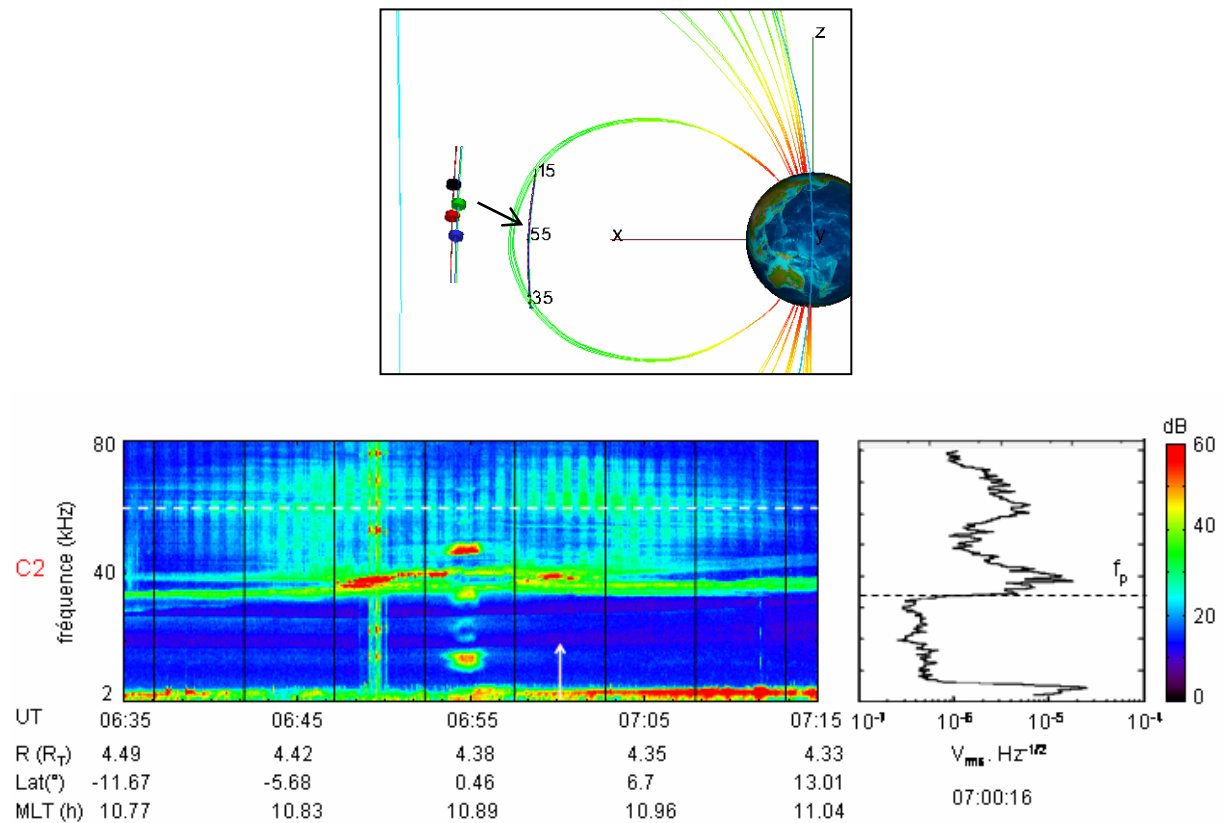 z
15
55
x
y
35
dB
80
60
C2
fréquence (kHz)
40
40
f_p
20
2
0
UT 06:35 06:45 06:55 07:05 07:15
10⁻⁷ 10⁻⁶ 10⁻⁵ 10⁻⁴
R (R_T) 4.49 4.42 4.38 4.35 4.33
V_rms . Hz^-1/2
Lat(°) -11.67 -5.68 0.46 6.7 13.01
07:00:16
MLT (h) 10.77 10.83 10.89 10.96 11.04